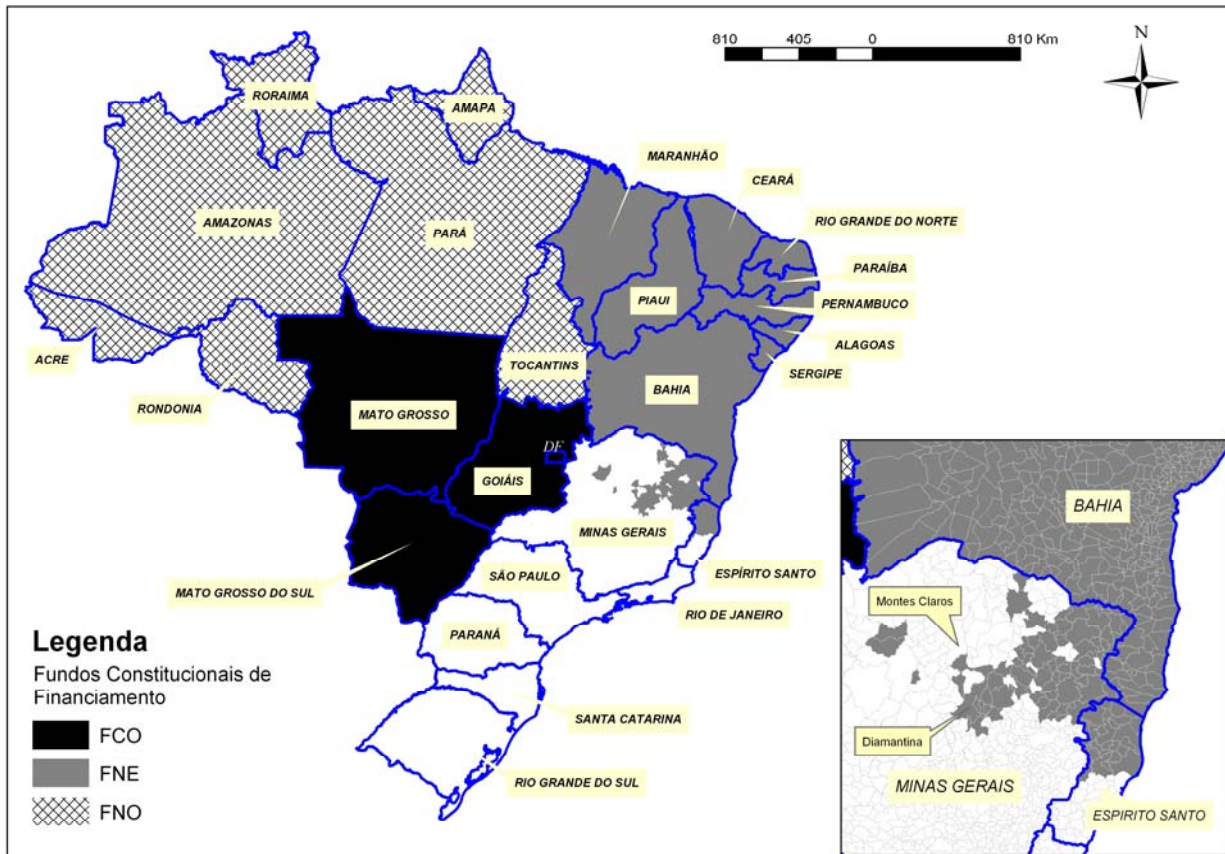 810 405 0 810 Km
N
RORAIMA
AMAPA
MARANHÃO
CEARÁ
RIO GRANDE DO NORTE
AMAZONAS
PARÁ
PARAÍBA
PIAUI
PERNAMBUCO
ALAGOAS
ACRE
TOCANTINS
SERGIPE
BAHIA
RONDONIA
MATO GROSSO
DF
GOIÁIS
MINAS GERAIS
SÃO PAULO
ESPÍRITO SANTO
MATO GROSSO DO SUL
RIO DE JANEIRO
PARANÁ
SANTA CATARINA
RIO GRANDE DO SUL
Legenda
Fundos Constitucionais de
Financiamento
FCO
FNE
FNO
BAHIA
Montes Claros
Diamantina
MINAS GERAIS
ESPIRITO SANTO